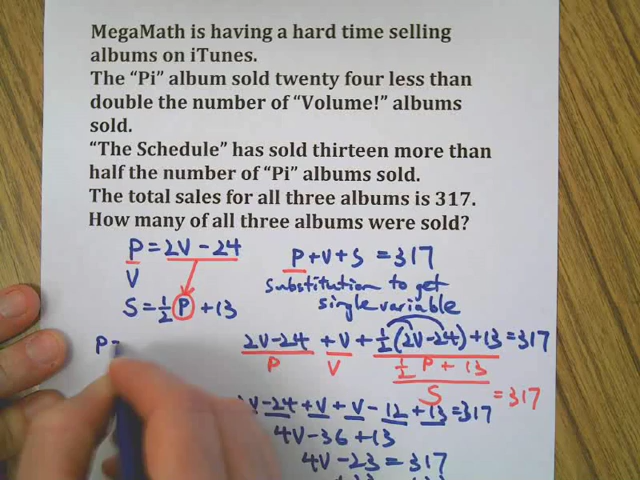 MegaMath is having a hard time selling
albums on iTunes.
The “Pi” album sold twenty four less than
double the number of “Volume!” albums
sold.
“The Schedule” has sold thirteen more than
half the number of “Pi” albums sold.
The total sales for all three albums is 317.
How many of all three albums were sold?
P = 2V - 24
V
S = ½ P + 13
P =
P + V + S = 317
Substitution to get
single variable
2V - 24 + V + ½(2V - 24) + 13 = 317
P V ½ P + 13
S = 317
- 24 + V + V - 12 + 13 = 317
4V - 36 + 13
4V - 23 = 317